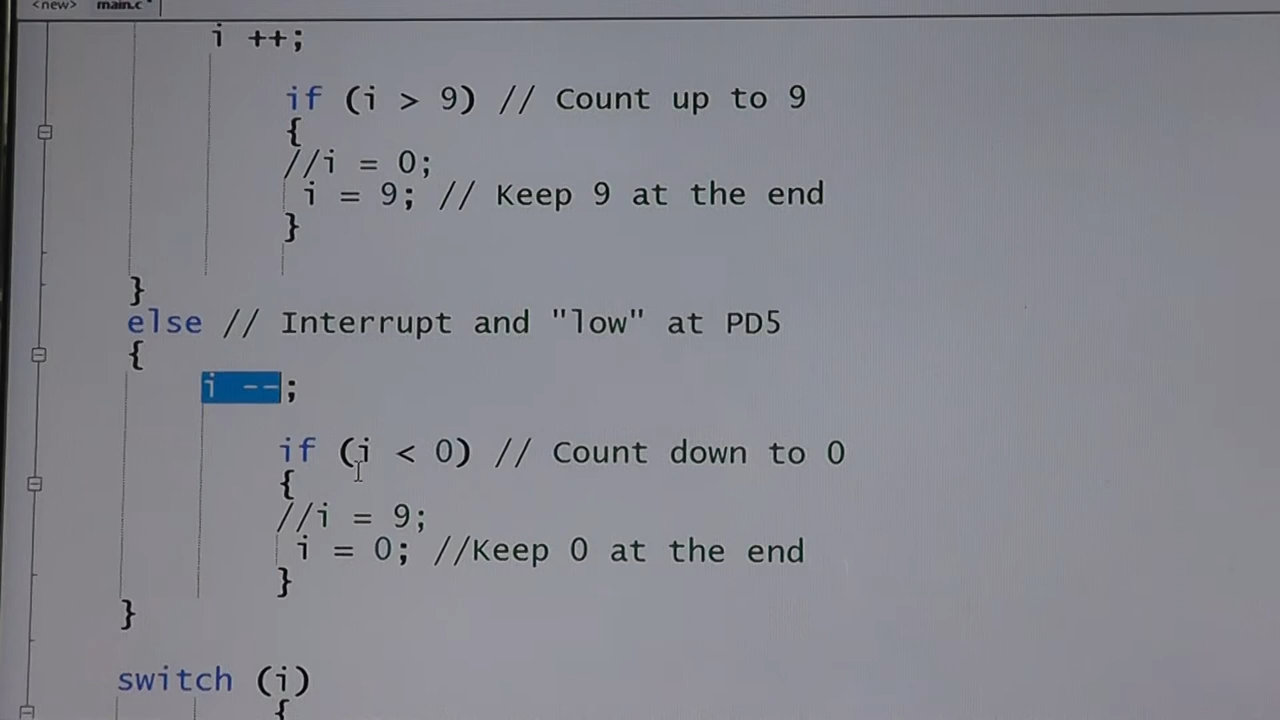 <new> main.c *
i ++;
if (i > 9) // Count up to 9
{
//i = 0;
i = 9; // Keep 9 at the end
}
}
else // Interrupt and "low" at PD5
{
i --;
if (i < 0) // Count down to 0
{
//i = 9;
i = 0; //Keep 0 at the end
}
}
switch (i)
{